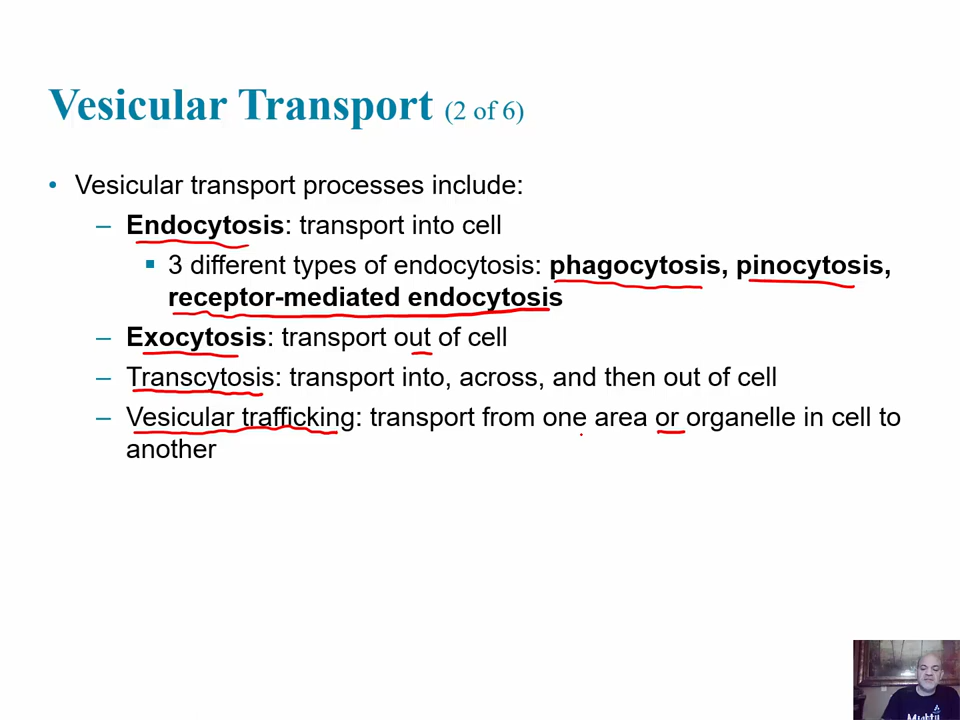 Vesicular Transport (2 of 6)
• Vesicular transport processes include:
– Endocytosis: transport into cell
▪ 3 different types of endocytosis: phagocytosis, pinocytosis,
receptor-mediated endocytosis
– Exocytosis: transport out of cell
– Transcytosis: transport into, across, and then out of cell
– Vesicular trafficking: transport from one area or organelle in cell to
another